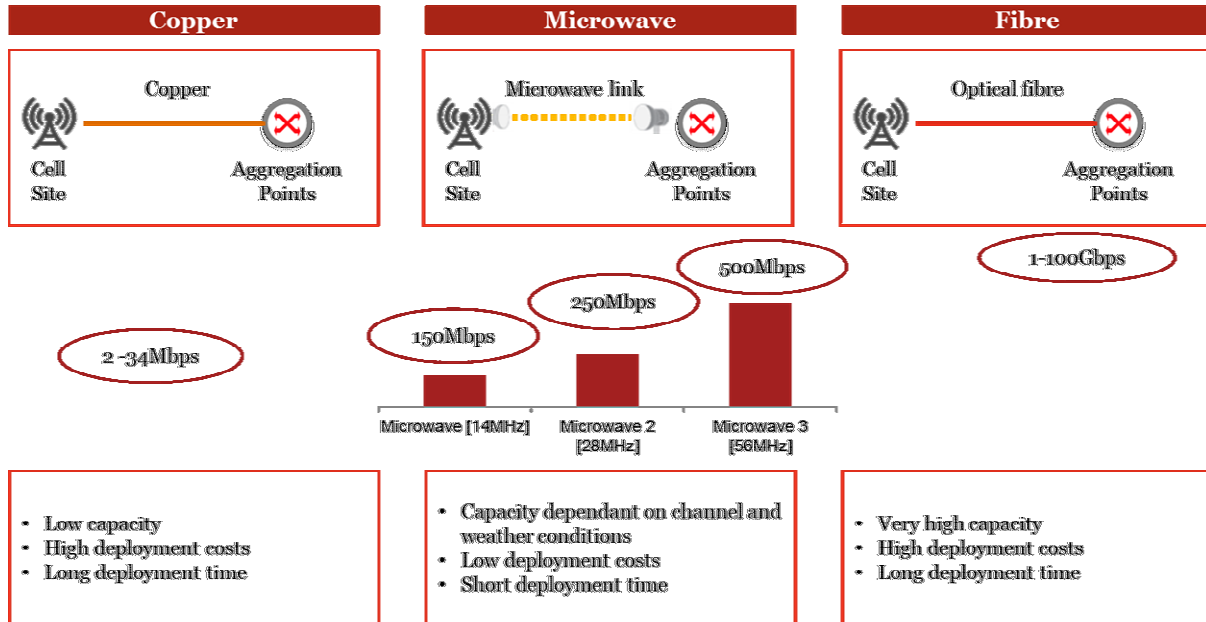 Copper
Microwave
Fibre
Copper
Cell
Site
Aggregation
Points
Microwave link
Cell
Site
Aggregation
Points
Optical fibre
Cell
Site
Aggregation
Points
2 -34Mbps
150Mbps
250Mbps
500Mbps
1-100Gbps
Microwave [14MHz]
Microwave 2
[28MHz]
Microwave 3
[56MHz]
• Low capacity
• High deployment costs
• Long deployment time
• Capacity dependant on channel and
weather conditions
• Low deployment costs
• Short deployment time
• Very high capacity
• High deployment costs
• Long deployment time